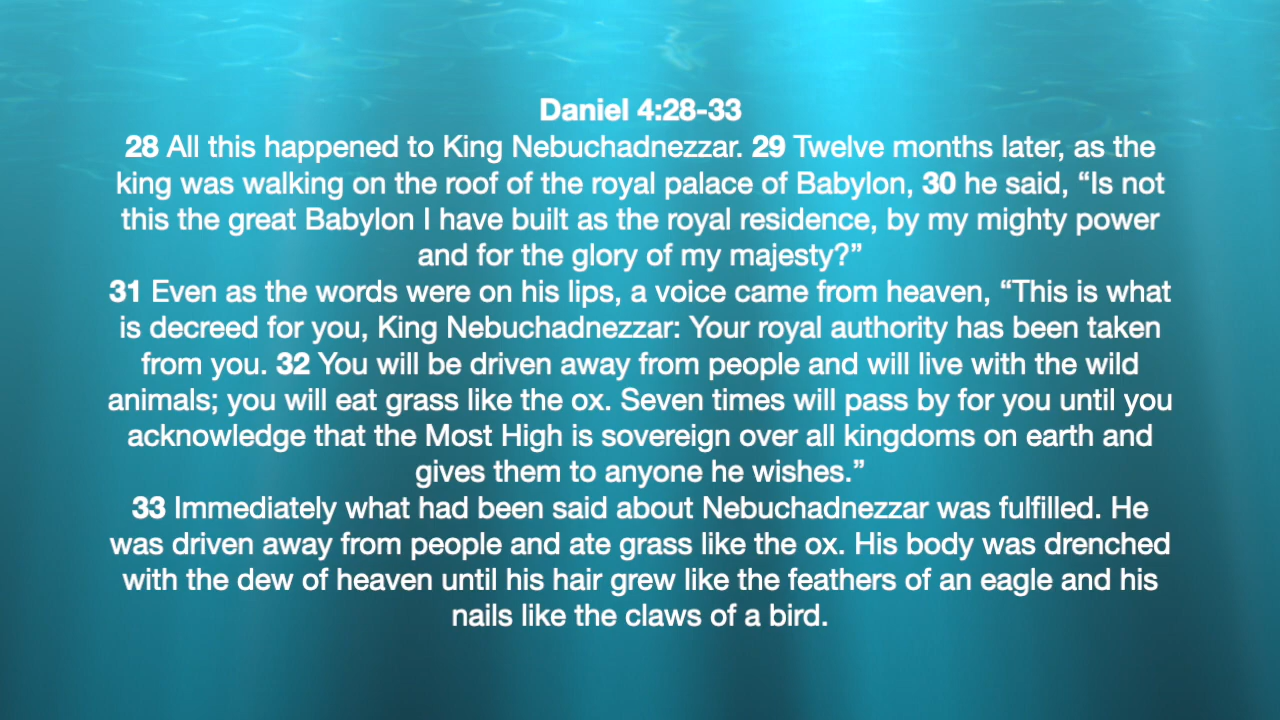 Daniel 4:28-33
28 All this happened to King Nebuchadnezzar. 29 Twelve months later, as the
king was walking on the roof of the royal palace of Babylon, 30 he said, “Is not
this the great Babylon I have built as the royal residence, by my mighty power
and for the glory of my majesty?”
31 Even as the words were on his lips, a voice came from heaven, “This is what
is decreed for you, King Nebuchadnezzar: Your royal authority has been taken
from you. 32 You will be driven away from people and will live with the wild
animals; you will eat grass like the ox. Seven times will pass by for you until you
acknowledge that the Most High is sovereign over all kingdoms on earth and
gives them to anyone he wishes.”
33 Immediately what had been said about Nebuchadnezzar was fulfilled. He
was driven away from people and ate grass like the ox. His body was drenched
with the dew of heaven until his hair grew like the feathers of an eagle and his
nails like the claws of a bird.